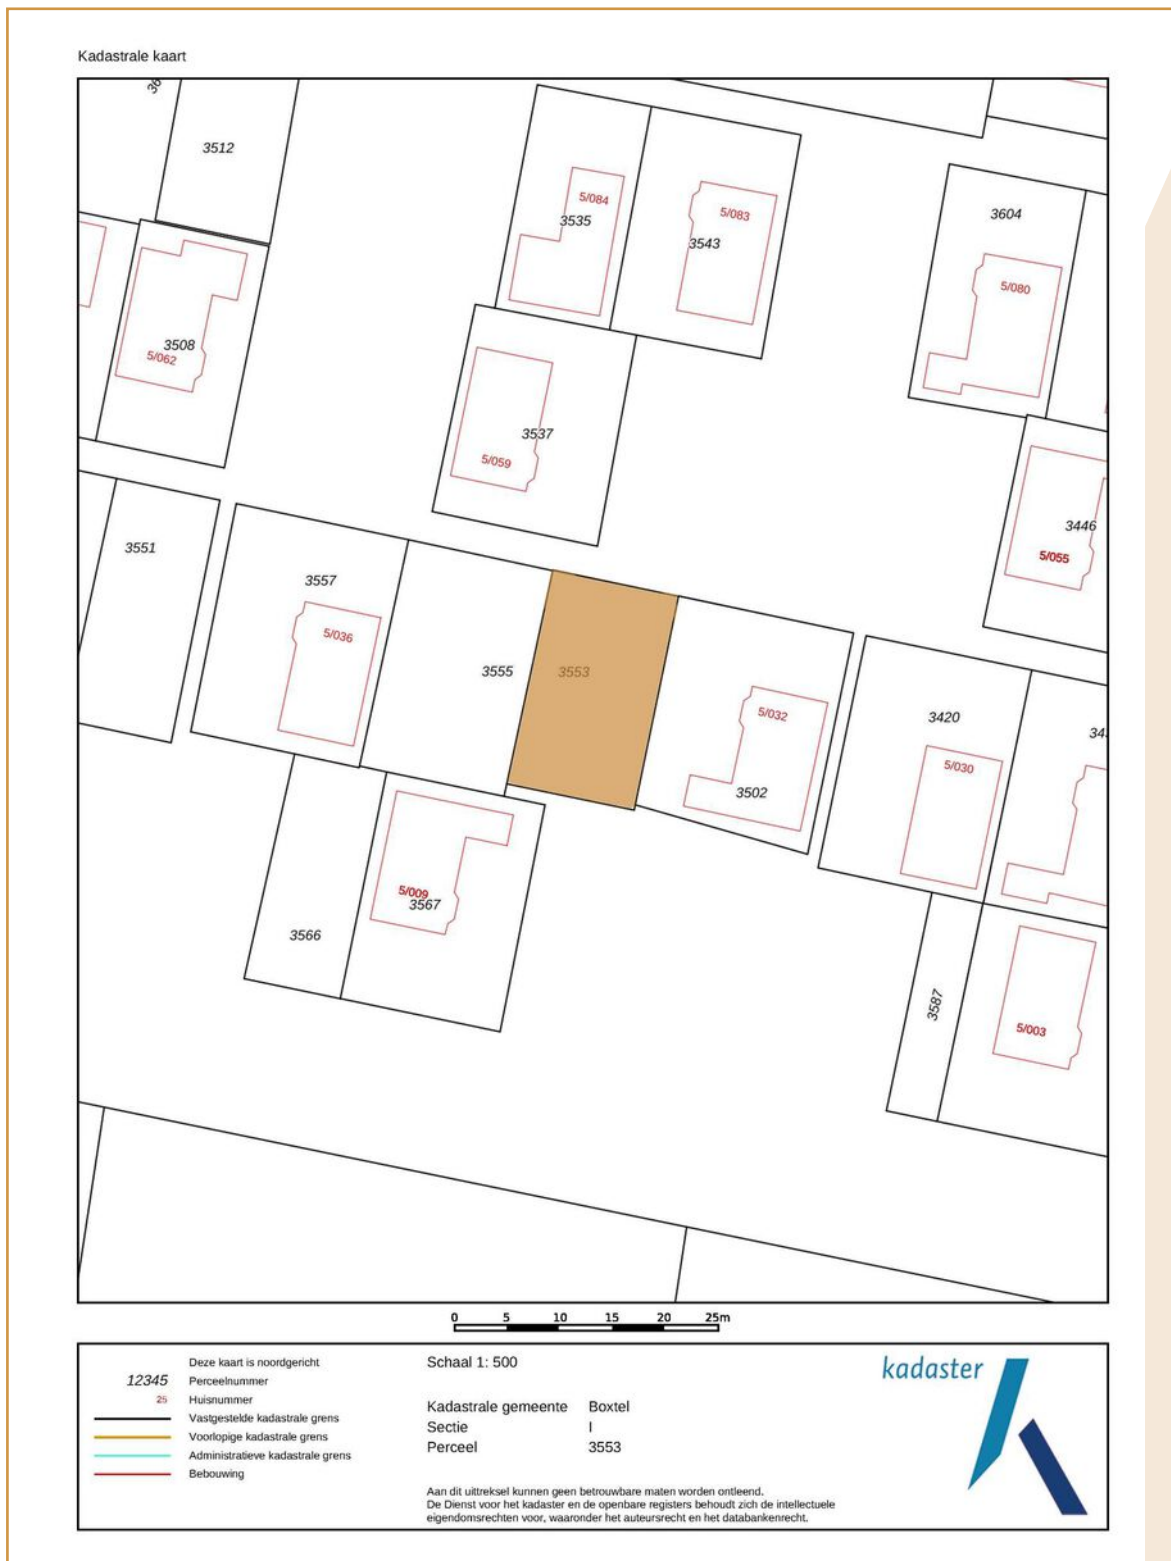 Kadastrale kaart
36
3512
5/084
3535
5/083
3543
3604
5/080
3508
5/062
3537
5/059
3446
5/055
3551
3557
5/036
3555
3553
5/032
3502
3420
5/030
343
5/009
3567
3566
3587
5/003
0 5 10 15 20 25m
Deze kaart is noordgericht
12345 Perceelnummer
25 Huisnummer
Vastgestelde kadastrale grens
Voorlopige kadastrale grens
Administratieve kadastrale grens
Bebouwing
Schaal 1: 500
Kadastrale gemeente Boxtel
Sectie I
Perceel 3553
Aan dit uittreksel kunnen geen betrouwbare maten worden ontleend.
De Dienst voor het kadaster en de openbare registers behoudt zich de intellectuele
eigendomsrechten voor, waaronder het auteursrecht en het databankenrecht.
kadaster